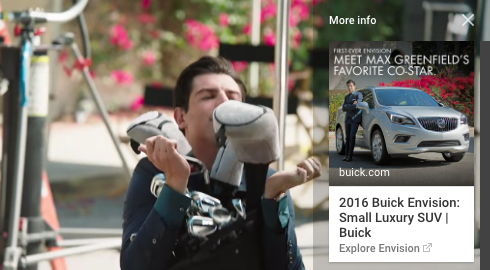 More info
FIRST-EVER ENVISION
MEET MAX GREENFIELD'S
FAVORITE CO-STAR.
buick.com
2016 Buick Envision:
Small Luxury SUV |
Buick
Explore Envision